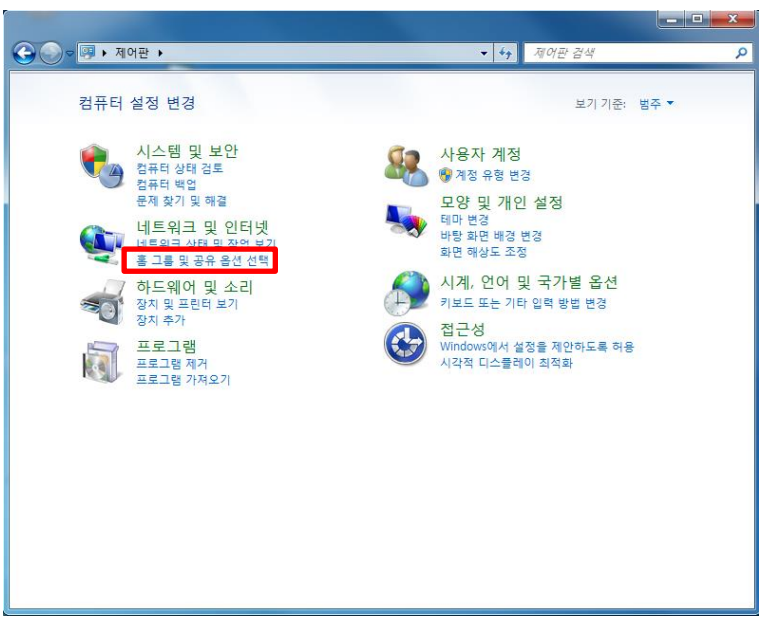 제어판
제어판 검색
컴퓨터 설정 변경
보기 기준: 범주
시스템 및 보안
컴퓨터 상태 검토
컴퓨터 백업
문제 찾기 및 해결
네트워크 및 인터넷
네트워크 상태 및 작업 보기
홈 그룹 및 공유 옵션 선택
하드웨어 및 소리
장치 및 프린터 보기
장치 추가
프로그램
프로그램 제거
프로그램 가져오기
사용자 계정
계정 유형 변경
모양 및 개인 설정
테마 변경
바탕 화면 배경 변경
화면 해상도 조정
시계, 언어 및 국가별 옵션
키보드 또는 기타 입력 방법 변경
접근성
Windows에서 설정을 제안하도록 허용
시각적 디스플레이 최적화